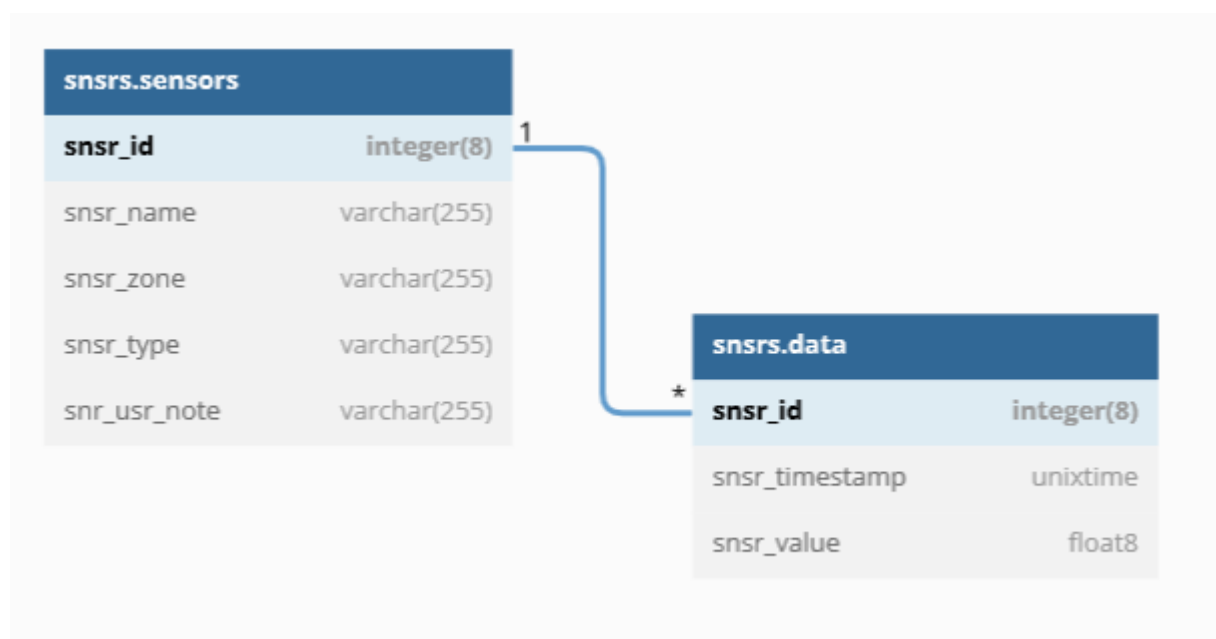 snsrs.sensors
snsr_id integer(8)
snsr_name varchar(255)
snsr_zone varchar(255)
snsr_type varchar(255)
snr_usr_note varchar(255)
1
*
snsrs.data
snsr_id integer(8)
snsr_timestamp unixtime
snsr_value float8